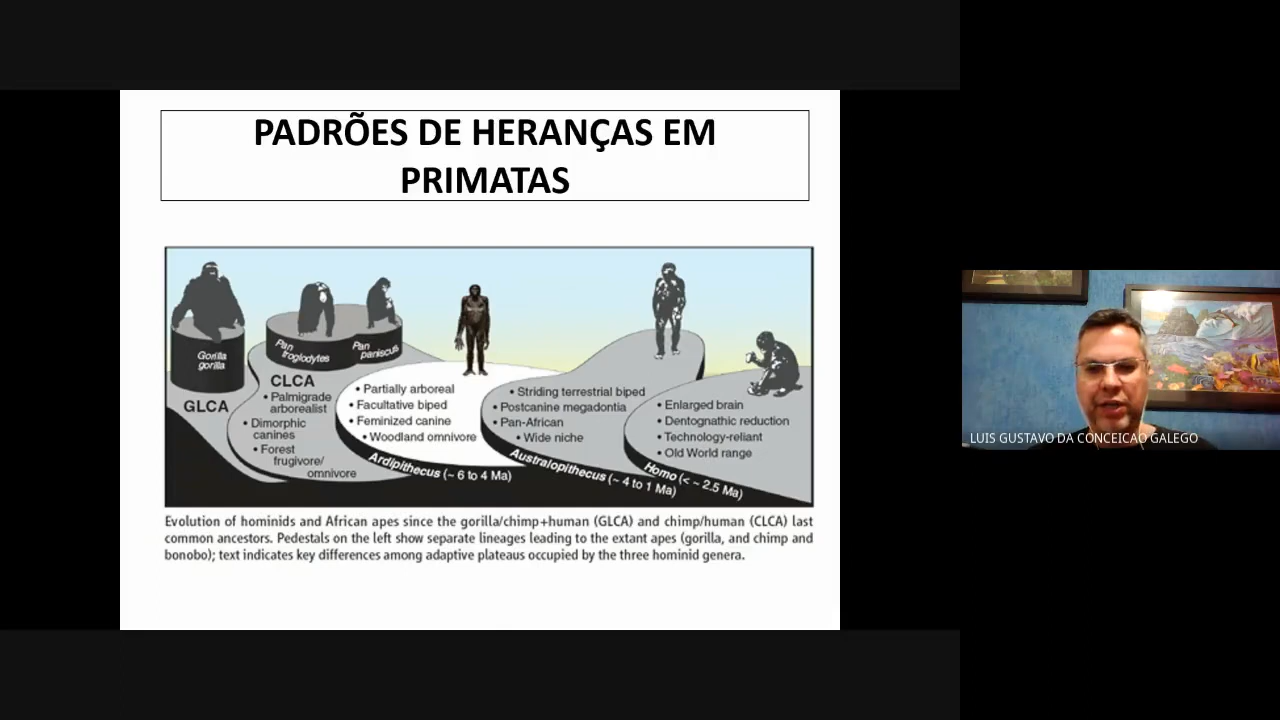 PADRÕES DE HERANÇAS EM
PRIMATAS
Gorilla
gorilla
GLCA
Pan
troglodytes
Pan
paniscus
CLCA
• Palmigrade
arborealist
• Dimorphic
canines
• Forest
frugivore/
omnivore
• Partially arboreal
• Facultative biped
• Feminized canine
• Woodland omnivore
Ardipithecus (~ 6 to 4 Ma)
• Striding terrestrial biped
• Postcanine megadontia
• Pan-African
• Wide niche
Australopithecus (~ 4 to 1 Ma)
• Enlarged brain
• Dentognathic reduction
• Technology-reliant
• Old World range
Homo (< ~ 2.5 Ma)
Evolution of hominids and African apes since the gorilla/chimp+human (GLCA) and chimp/human (CLCA) last
common ancestors. Pedestals on the left show separate lineages leading to the extant apes (gorilla, and chimp and
bonobo); text indicates key differences among adaptive plateaus occupied by the three hominid genera.
LUIS GUSTAVO DA CONCEICAO GALEGO